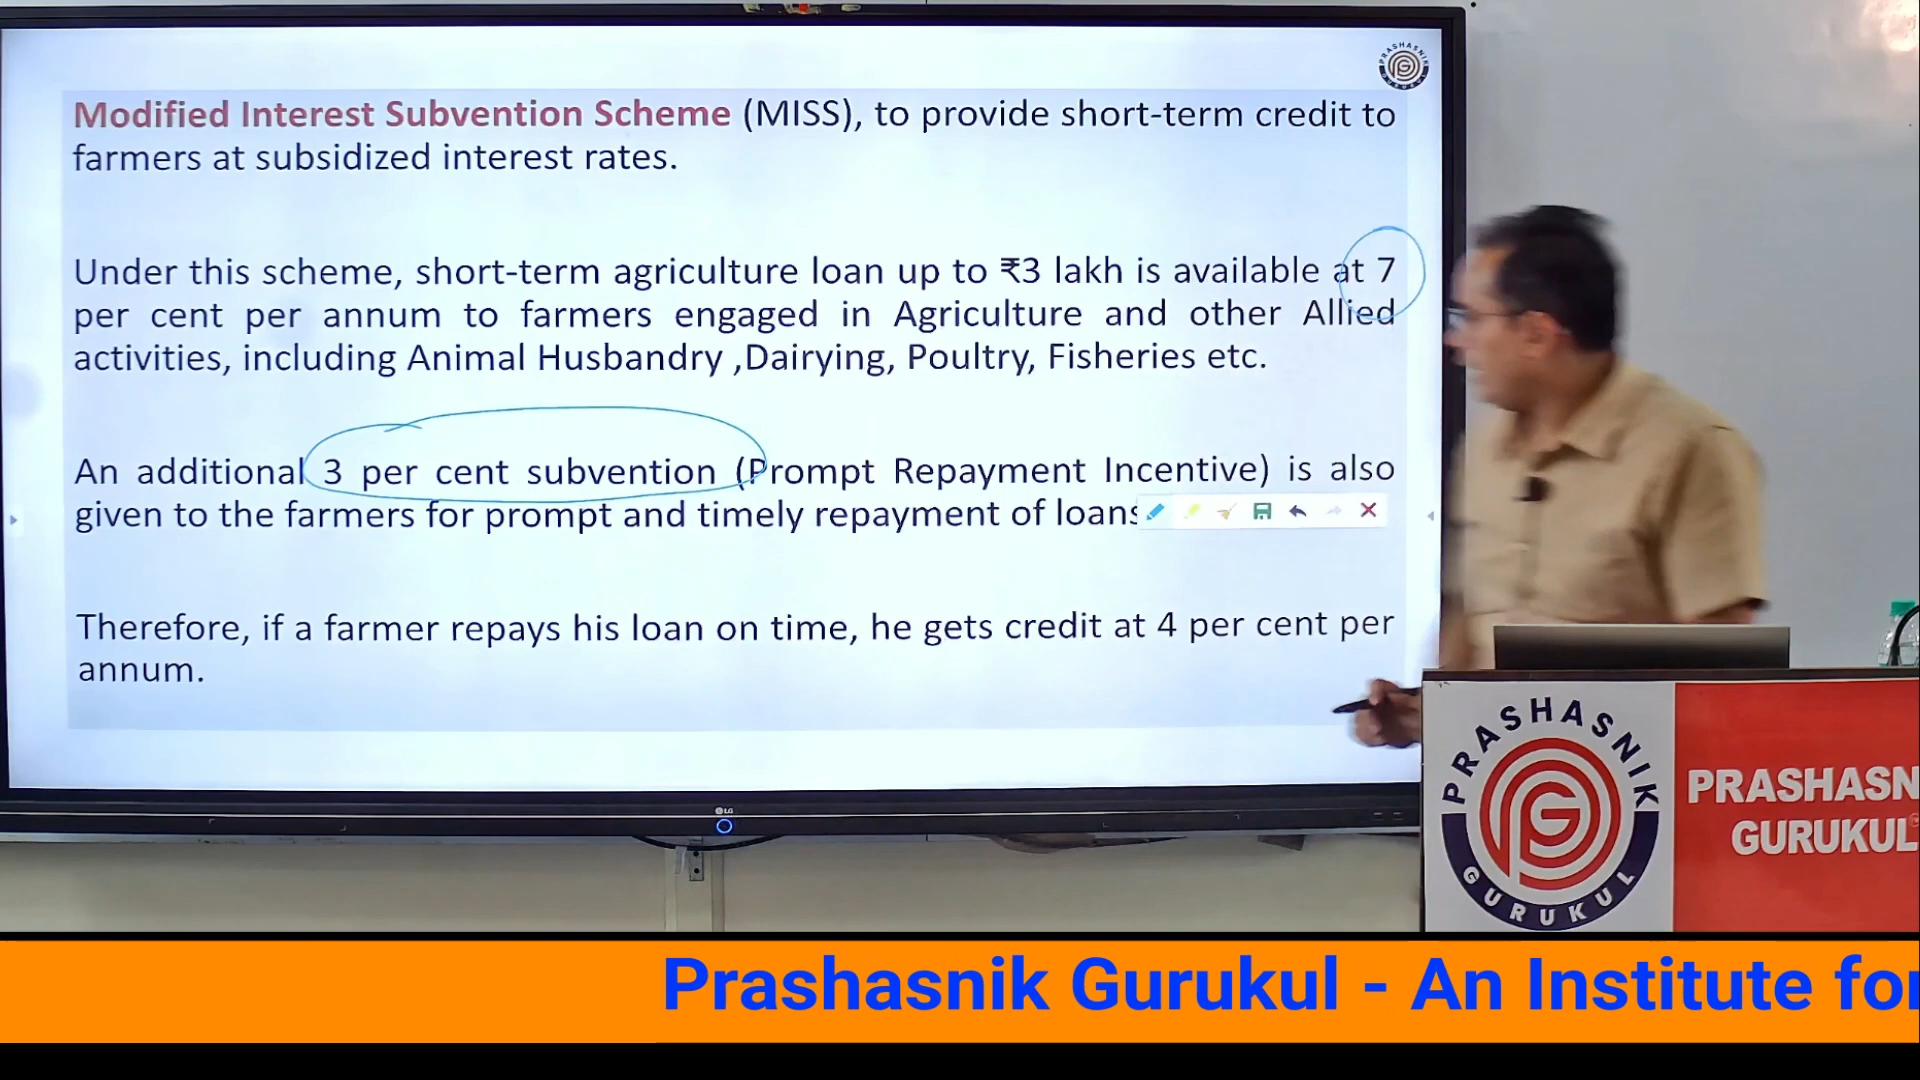 Modified Interest Subvention Scheme (MISS), to provide short-term credit to
farmers at subsidized interest rates.
Under this scheme, short-term agriculture loan up to ₹3 lakh is available at 7
per cent per annum to farmers engaged in Agriculture and other Allied
activities, including Animal Husbandry ,Dairying, Poultry, Fisheries etc.
An additional 3 per cent subvention (Prompt Repayment Incentive) is also
given to the farmers for prompt and timely repayment of loans
Therefore, if a farmer repays his loan on time, he gets credit at 4 per cent per
annum.
PRASHASNIK
GURUKUL
LG
PRASHASNIK
GURUKUL
PRASHASN
GURUKUL
Prashasnik Gurukul - An Institute for